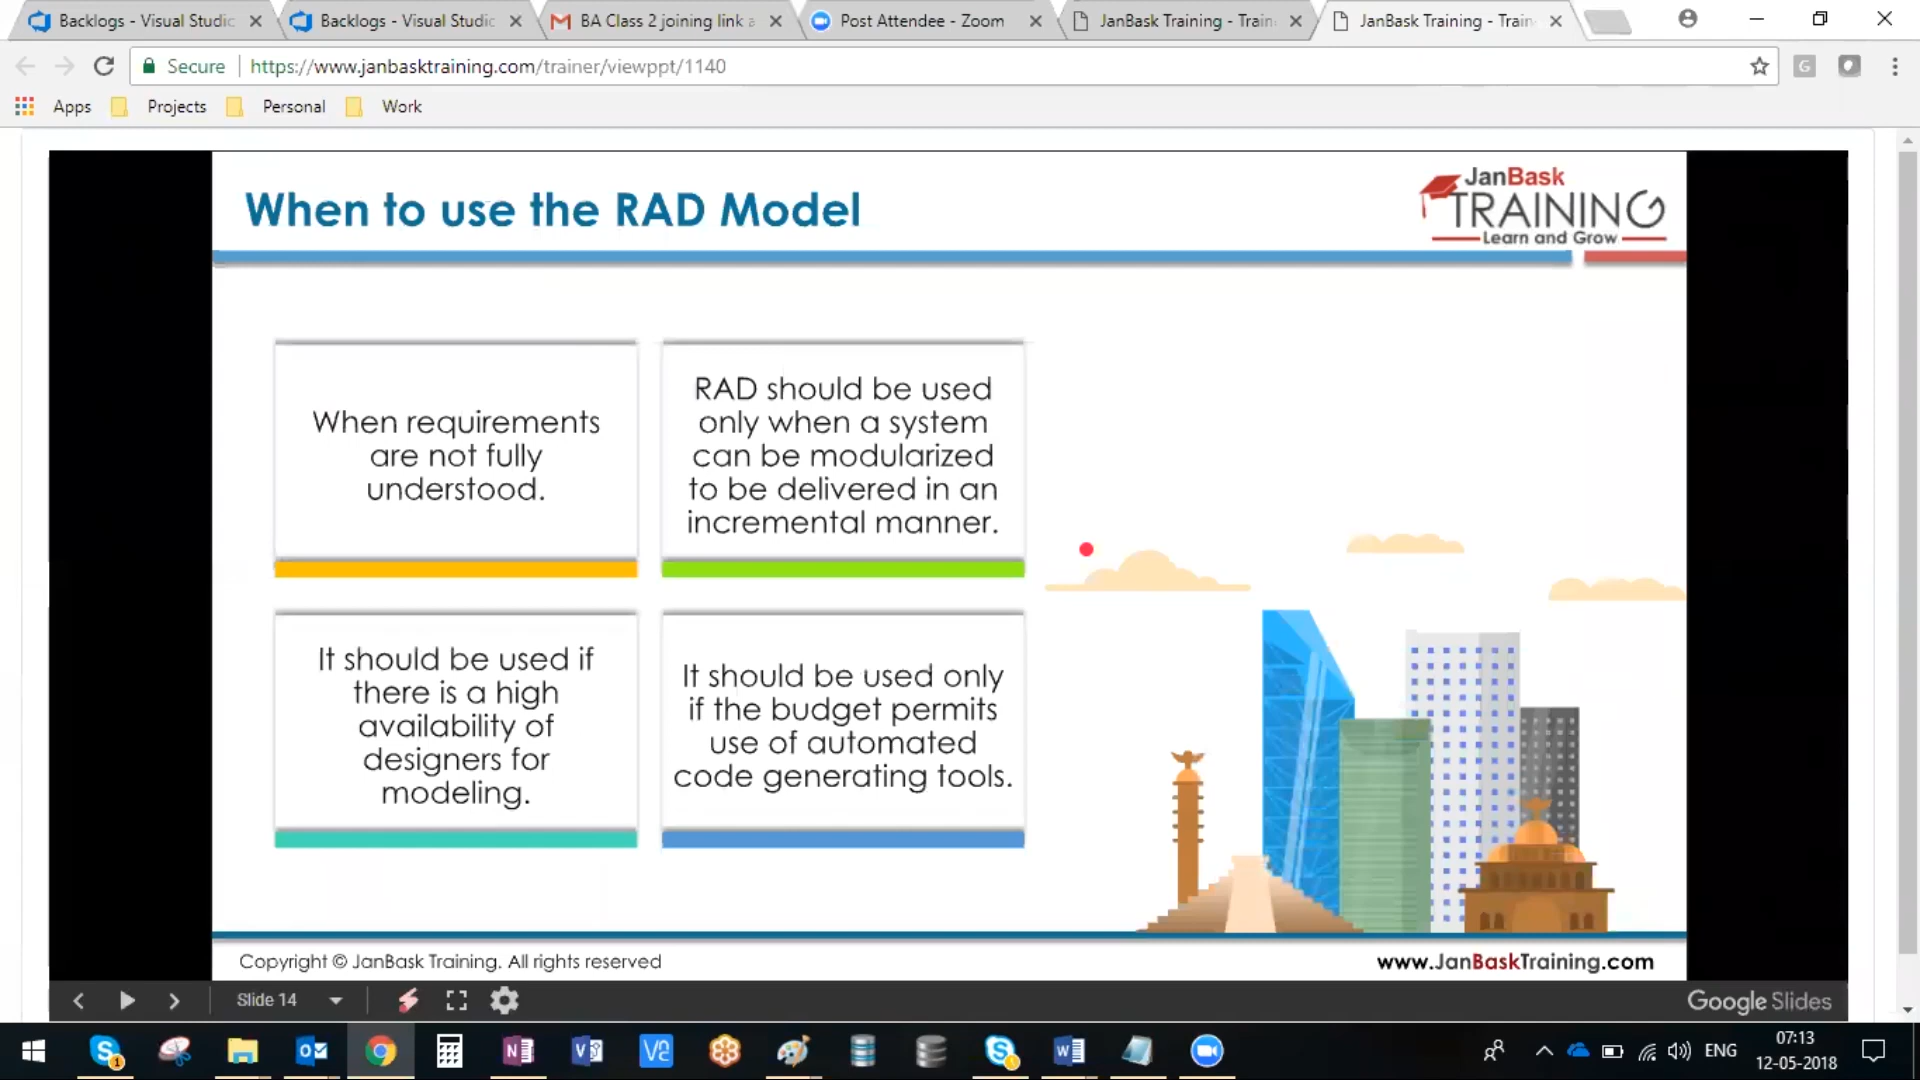 Backlogs - Visual Studic
Backlogs - Visual Studic
BA Class 2 joining link a
Post Attendee - Zoom
JanBask Training - Train
JanBask Training - Train
Secure
https://www.janbasktraining.com/trainer/viewppt/1140
Apps
Projects
Personal
Work
When to use the RAD Model
JanBask
TRAINING
Learn and Grow
When requirements
are not fully
understood.
RAD should be used
only when a system
can be modularized
to be delivered in an
incremental manner.
It should be used if
there is a high
availability of
designers for
modeling.
It should be used only
if the budget permits
use of automated
code generating tools.
Copyright © JanBask Training. All rights reserved
www.JanBaskTraining.com
Slide 14
Google Slides
ENG
07:13
12-05-2018